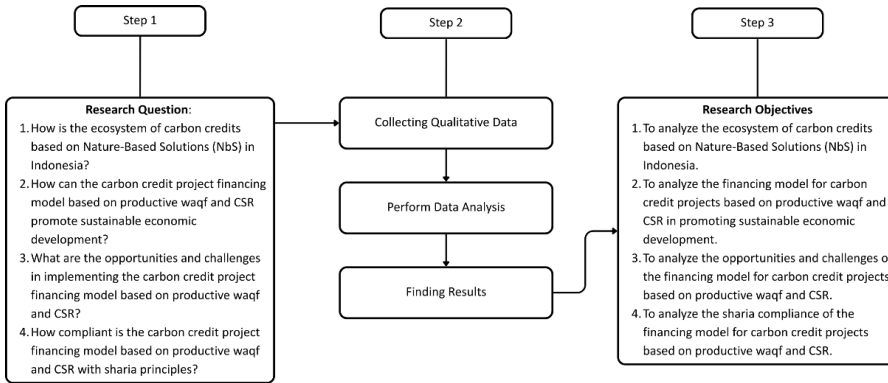 Step 1
Step 2
Step 3
Research Question:
1. How is the ecosystem of carbon credits
based on Nature-Based Solutions (NbS) in
Indonesia?
2. How can the carbon credit project financing
model based on productive waqf and CSR
promote sustainable economic
development?
3. What are the opportunities and challenges
in implementing the carbon credit project
financing model based on productive waqf
and CSR?
4. How compliant is the carbon credit project
financing model based on productive waqf
and CSR with sharia principles?
Collecting Qualitative Data
Perform Data Analysis
Finding Results
Research Objectives
1. To analyze the ecosystem of carbon credits
based on Nature-Based Solutions (NbS) in
Indonesia.
2. To analyze the financing model for carbon
credit projects based on productive waqf and
CSR in promoting sustainable economic
development.
3. To analyze the opportunities and challenges o
the financing model for carbon credit projects
based on productive waqf and CSR.
4. To analyze the sharia compliance of the
financing model for carbon credit projects
based on productive waqf and CSR.